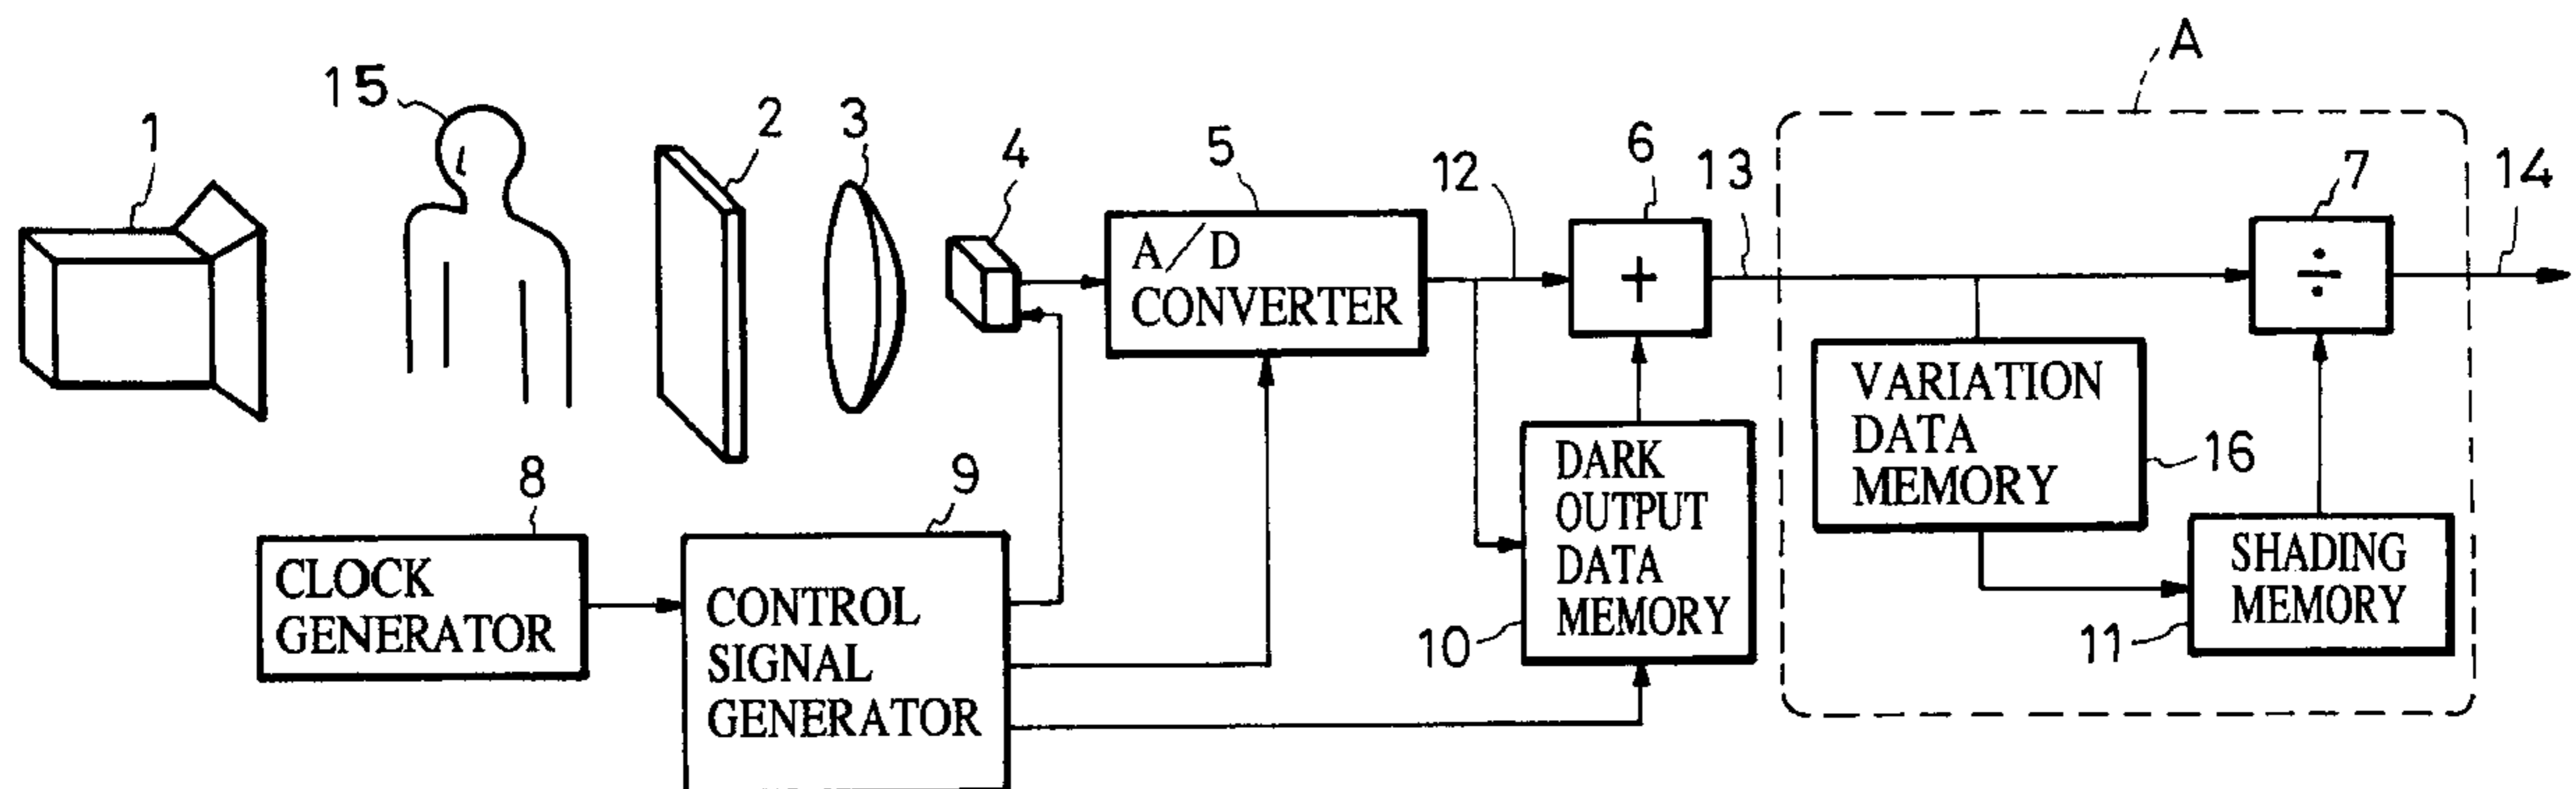 A
15
1
2
3
4
5
12
6
13
7
14
A/D
CONVERTER
+
÷
VARIATION
DATA
MEMORY
16
DARK
OUTPUT
DATA
MEMORY
10
SHADING
MEMORY
11
8
CLOCK
GENERATOR
9
CONTROL
SIGNAL
GENERATOR